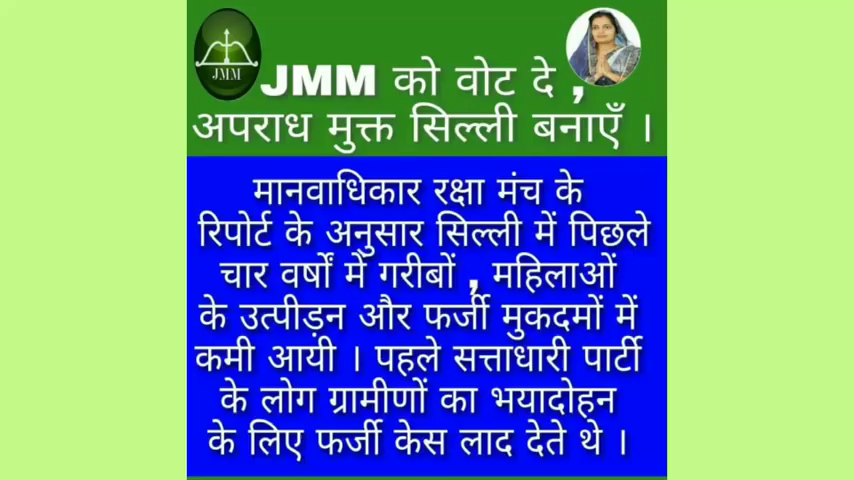 JMM
JMM को वोट दे ,
अपराध मुक्त सिल्ली बनाएँ ।
मानवाधिकार रक्षा मंच के
रिपोर्ट के अनुसार सिल्ली में पिछले
चार वर्षों में गरीबों , महिलाओं
के उत्पीड़न और फर्जी मुकदमों में
कमी आयी । पहले सत्ताधारी पार्टी
के लोग ग्रामीणों का भयादोहन
के लिए फर्जी केस लाद देते थे ।